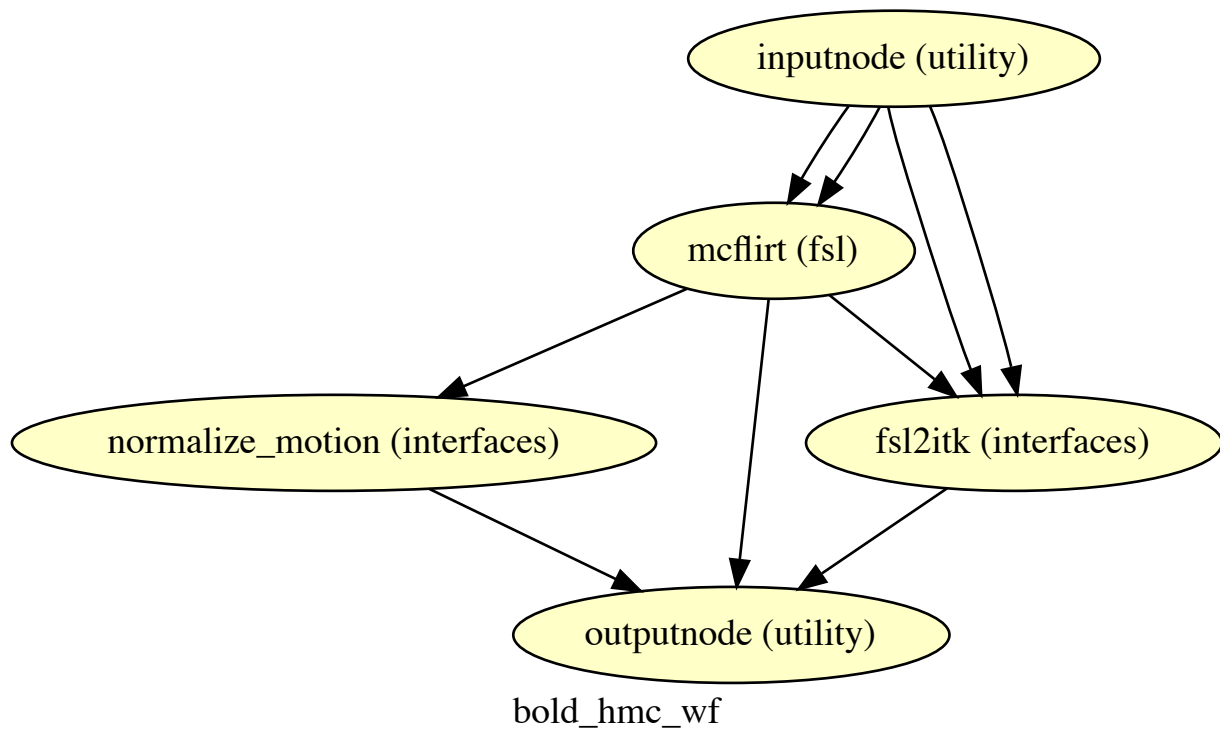 inputnode (utility)
mcflirt (fsl)
normalize_motion (interfaces)
fsl2itk (interfaces)
outputnode (utility)
bold_hmc_wf